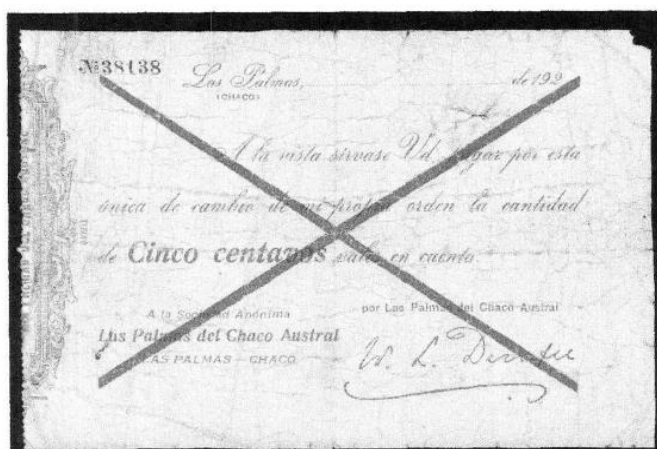 №38138
Las Palmas, de 192
(CHACO)
A la vista sírvase Vd. pagar por esta
única de cambio de mi propia orden la cantidad
de Cinco centavos valor en cuenta
A la Sociedad Anónima
Las Palmas del Chaco Austral
LAS PALMAS - CHACO
por Las Palmas del Chaco Austral
W. L.